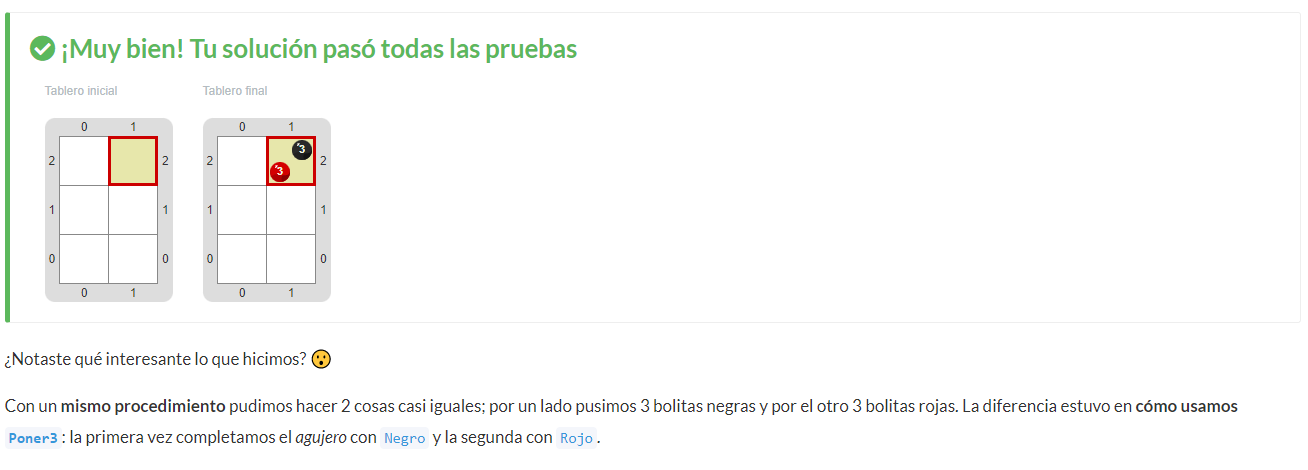 ¡Muy bien! Tu solución pasó todas las pruebas
Tablero inicial Tablero final
0 1 0 1
3
2 2 2 2
3
1 1 1 1
0 0 0 0
0 1 0 1
¿Notaste qué interesante lo que hicimos? 😯
Con un mismo procedimiento pudimos hacer 2 cosas casi iguales; por un lado pusimos 3 bolitas negras y por el otro 3 bolitas rojas. La diferencia estuvo en cómo usamos
Poner3: la primera vez completamos el agujero con Negro y la segunda con Rojo.